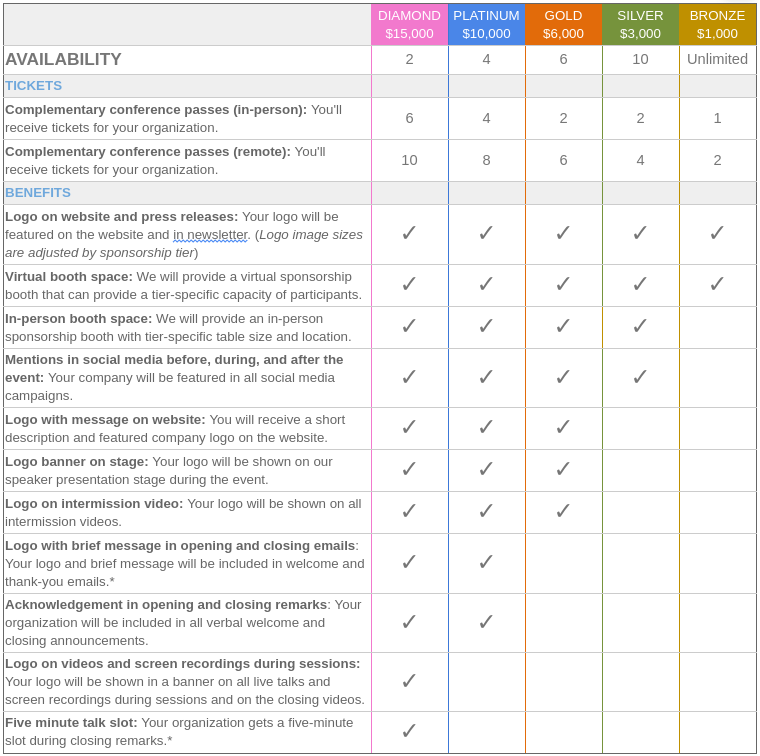 DIAMOND PLATINUM GOLD SILVER BRONZE
$15,000 $10,000 $6,000 $3,000 $1,000
AVAILABILITY 2 4 6 10 Unlimited
TICKETS
Complementary conference passes (in-person): You'll
receive tickets for your organization.
6 4 2 2 1
Complementary conference passes (remote): You'll
receive tickets for your organization.
10 8 6 4 2
BENEFITS
Logo on website and press releases: Your logo will be
featured on the website and in newsletter. (Logo image sizes
are adjusted by sponsorship tier)
✓ ✓ ✓ ✓ ✓
Virtual booth space: We will provide a virtual sponsorship
booth that can provide a tier-specific capacity of participants.
✓ ✓ ✓ ✓ ✓
In-person booth space: We will provide an in-person
sponsorship booth with tier-specific table size and location.
✓ ✓ ✓ ✓
Mentions in social media before, during, and after the
event: Your company will be featured in all social media
campaigns.
✓ ✓ ✓ ✓
Logo with message on website: You will receive a short
description and featured company logo on the website.
✓ ✓ ✓
Logo banner on stage: Your logo will be shown on our
speaker presentation stage during the event.
✓ ✓ ✓
Logo on intermission video: Your logo will be shown on all
intermission videos.
✓ ✓ ✓
Logo with brief message in opening and closing emails:
Your logo and brief message will be included in welcome and
thank-you emails.*
✓ ✓
Acknowledgement in opening and closing remarks: Your
organization will be included in all verbal welcome and
closing announcements.
✓ ✓
Logo on videos and screen recordings during sessions:
Your logo will be shown in a banner on all live talks and
screen recordings during sessions and on the closing videos.
✓
Five minute talk slot: Your organization gets a five-minute
slot during closing remarks.*
✓